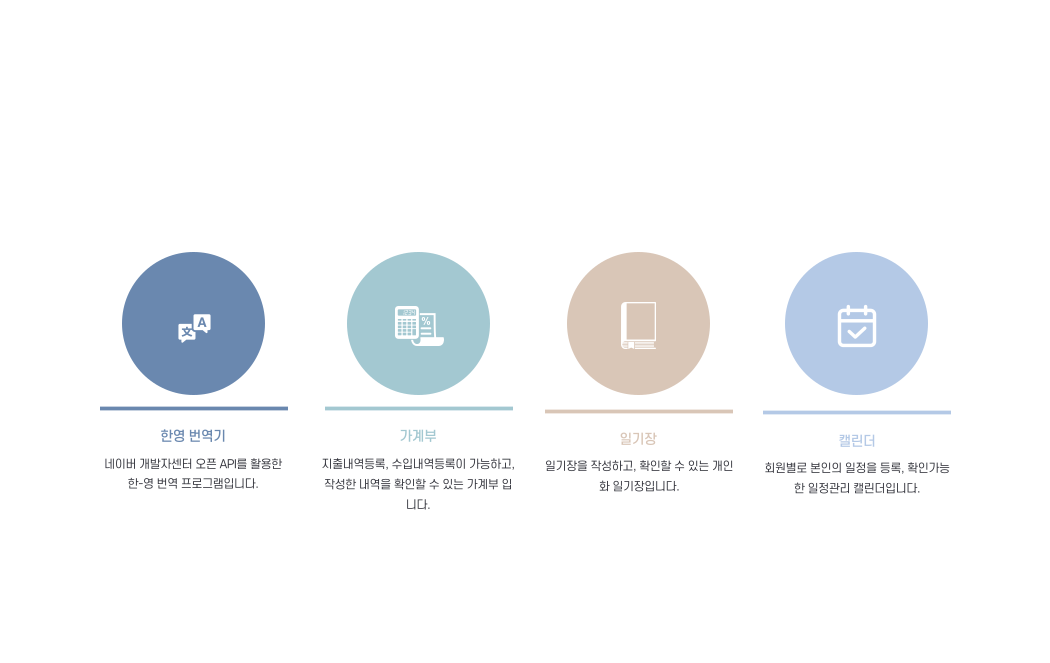 文 A
%
한영 번역기
네이버 개발자센터 오픈 API를 활용한
한-영 번역 프로그램입니다.
가계부
지출내역등록, 수입내역등록이 가능하고,
작성한 내역을 확인할 수 있는 가계부 입
니다.
일기장
일기장을 작성하고, 확인할 수 있는 개인
화 일기장입니다.
캘린더
회원별로 본인의 일정을 등록, 확인가능
한 일정관리 캘린더입니다.